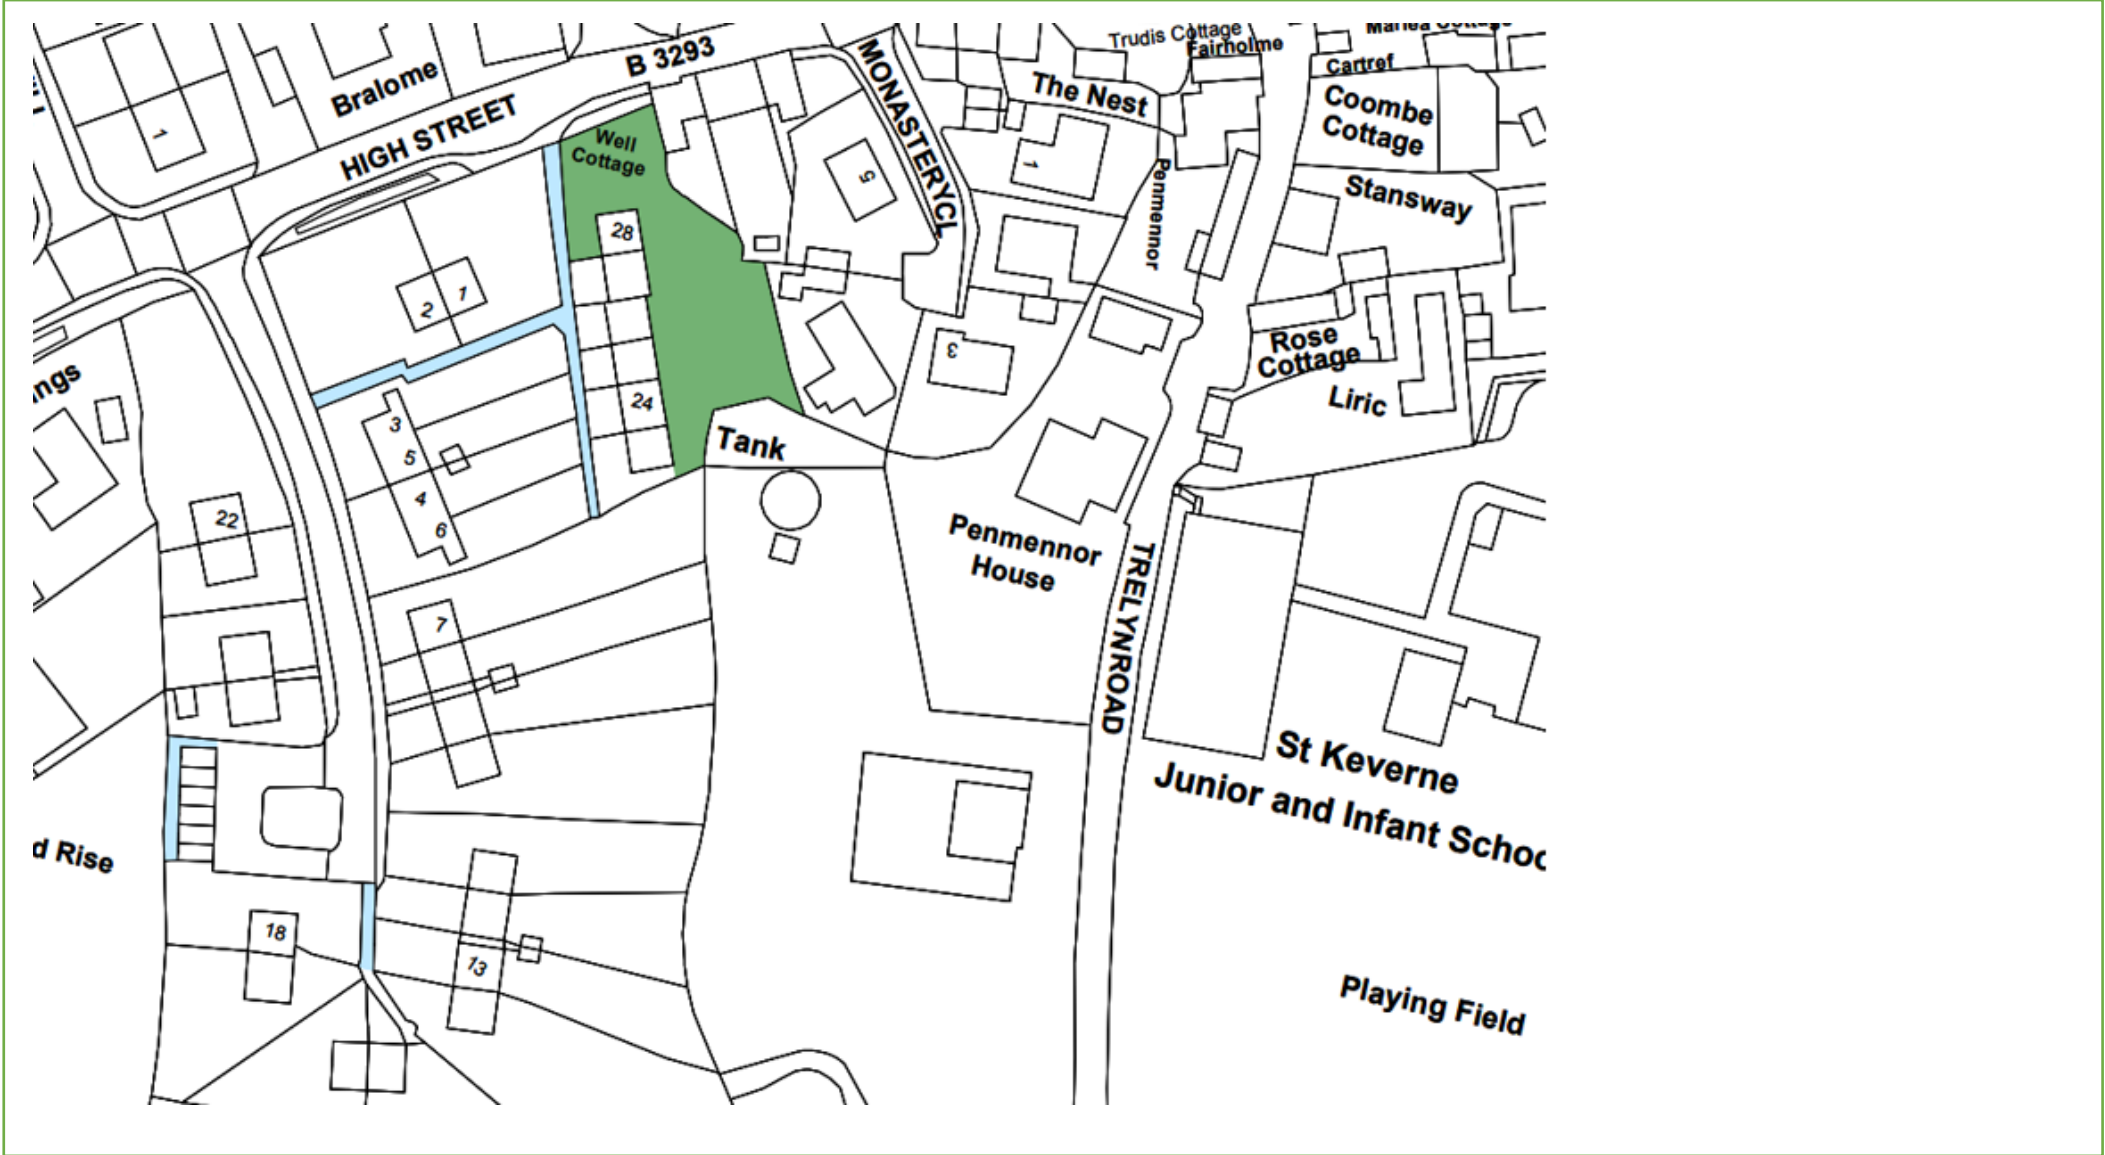 Trudis Cottage
Fairholme
Cartref
B 3293
Bralome
HIGH STREET
1
MONASTERYCL
The Nest
Coombe
Cottage
Well
Cottage
5
1
Penmennor
Stansway
28
2
1
3
Rose
Cottage
Liric
24
Tank
3
5
4
6
22
Penmennor
House
TRELYNROAD
7
St Keverne
Junior and Infant
d Rise
18
13
Playing Field